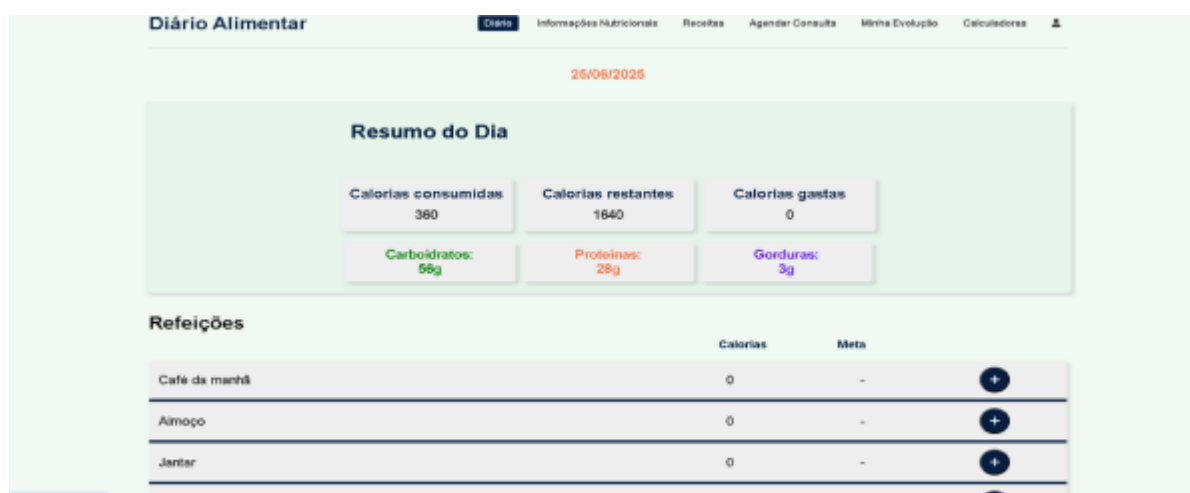 Diário Alimentar
Diário Informações Nutricionais Receitas Agendar Consulta Minha Evolução Calculadoras
25/06/2025
Resumo do Dia
Calorias consumidas Calorias restantes Calorias gastas
360 1640 0
Carboidratos: Proteínas: Gorduras:
56g 28g 3g
Refeições
Calorias Meta
Café da manhã 0 - +
Almoço 0 - +
Jantar 0 - +